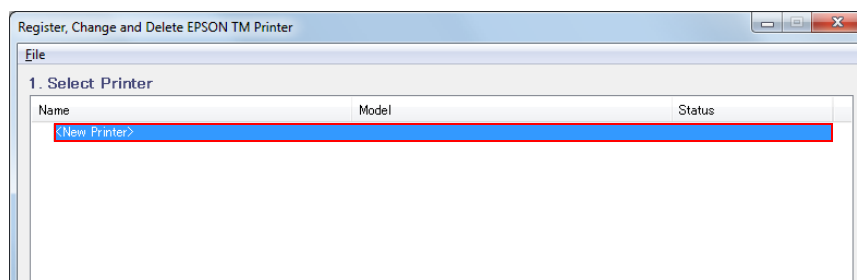 Register, Change and Delete EPSON TM Printer
File
1. Select Printer
Name Model Status
<New Printer>